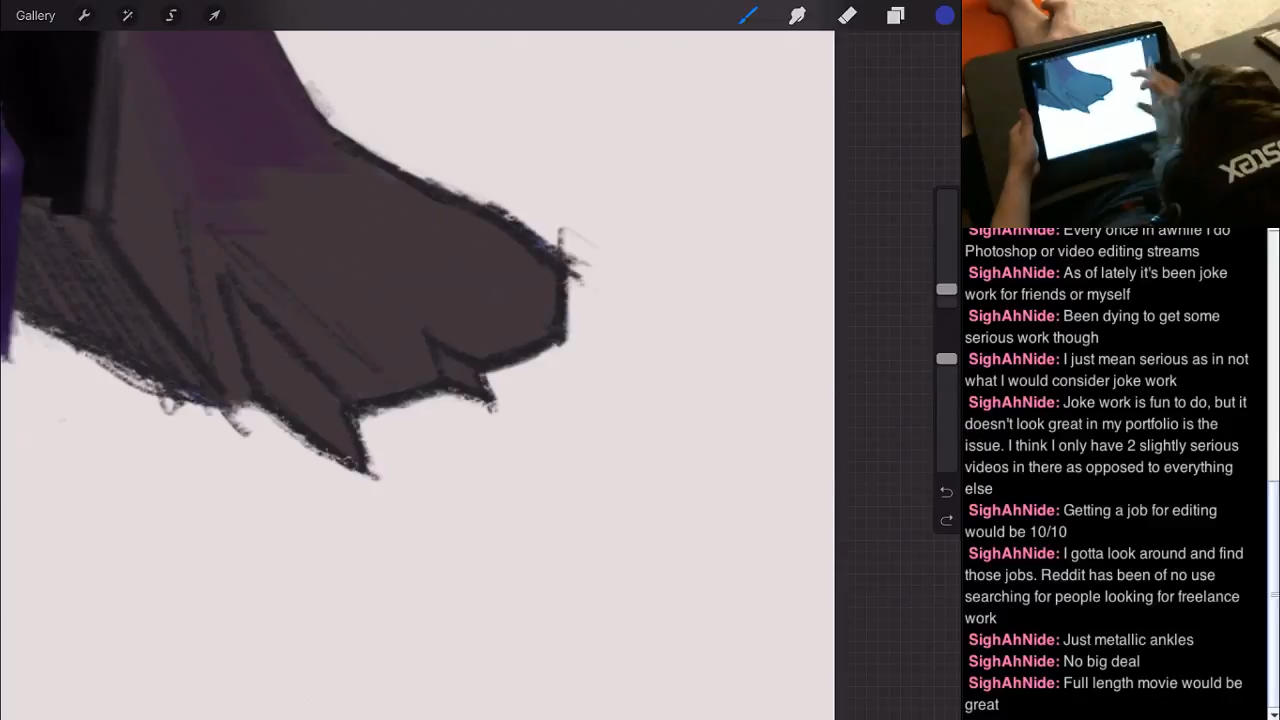 Gallery
SighAhNide: Every once in awhile I do
Photoshop or video editing streams
SighAhNide: As of lately it's been joke
work for friends or myself
SighAhNide: Been dying to get some
serious work though
SighAhNide: I just mean serious as in not
what I would consider joke work
SighAhNide: Joke work is fun to do, but it
doesn't look great in my portfolio is the
issue. I think I only have 2 slightly serious
videos in there as opposed to everything
else
SighAhNide: Getting a job for editing
would be 10/10
SighAhNide: I gotta look around and find
those jobs. Reddit has been of no use
searching for people looking for freelance
work
SighAhNide: Just metallic ankles
SighAhNide: No big deal
SighAhNide: Full length movie would be
great